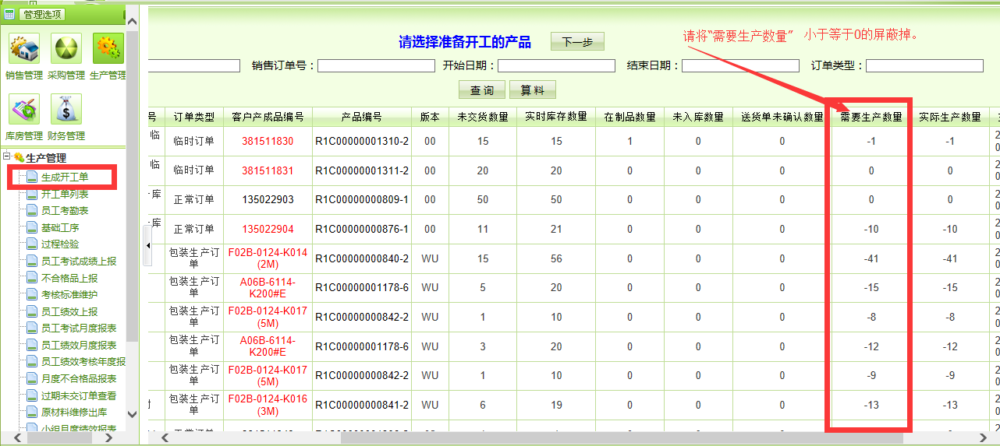 管理选项
销售管理 采购管理 生产管理
库房管理 财务管理
生产管理
生成开工单
开工单列表
员工考勤表
基础工序
过程检验
员工考试成绩上报
不合格品上报
考核标准维护
员工绩效上报
员工考试月度报表
员工绩效月度报表
员工绩效考核年度报
月度不合格品报表
过期未交订单查看
原材料维修出库
小组月度绩效报表
请选择准备开工的产品 下一步
请将“需要生产数量” 小于等于0的屏蔽掉。
销售订单号: 开始日期: 结束日期: 订单类型:
查 询 算 料
号 订单类型 客户产成品编号 产品编号 版本 未交货数量 实时库存数量 在制品数量 未入库数量 送货单未确认数量 需要生产数量 实际生产数量
临 临时订单 381511830 R1C00000001310-2 00 15 15 1 0 0 -1 -1
临 临时订单 381511831 R1C00000001311-2 00 20 20 0 0 0 0 0
库 正常订单 135022903 R1C00000000809-1 00 50 50 0 0 0 0 0
库 正常订单 135022904 R1C00000000876-1 00 11 21 0 0 0 -10 -10
包装生产订单 F02B-0124-K014 (2M) R1C00000000840-2 WU 15 56 0 0 0 -41 -41
包装生产订单 A06B-6114-K200#E R1C00000001178-6 WU 5 20 0 0 0 -15 -15
包装生产订单 F02B-0124-K017 (5M) R1C00000000842-2 WU 1 10 0 0 0 -8 -8
包装生产订单 A06B-6114-K200#E R1C00000001178-6 WU 3 20 0 0 0 -12 -12
包装生产订单 F02B-0124-K017 (5M) R1C00000000842-2 WU 1 10 0 0 0 -9 -9
包装生产订单 F02B-0124-K016 (3M) R1C00000000841-2 WU 6 19 0 0 0 -13 -13